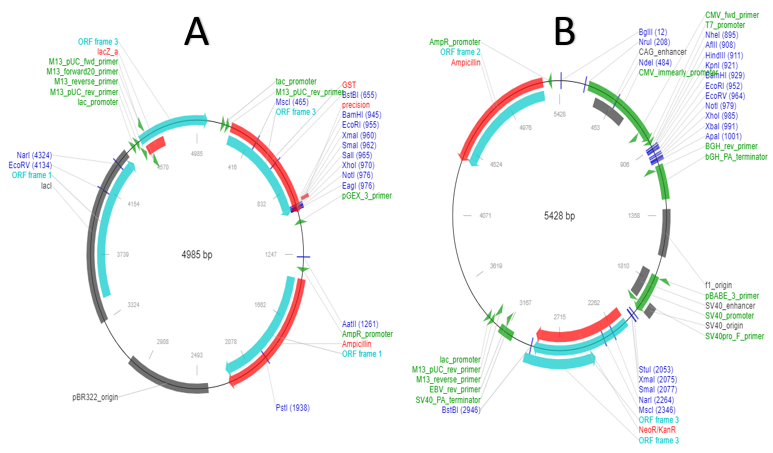 A
B
ORF frame 3
lacZ_a
M13_pUC_fwd_primer
M13_forward20_primer
M13_reverse_primer
M13_pUC_rev_primer
lac_promoter
NarI (4324)
EcoRV (4134)
ORF frame 1
lacI
tac_promoter
M13_pUC_rev_primer
MscI (465)
ORF frame 3
GST
BstBI (655)
precision
BamHI (945)
EcoRI (955)
XmaI (960)
SmaI (962)
SalI (965)
XhoI (970)
NotI (976)
EagI (976)
pGEX_3_primer
4985
416
832
1247
1662
2078
2493
2908
3324
3739
4154
4570
4985 bp
AatII (1261)
AmpR_promoter
Ampicillin
ORF frame 1
PstI (1938)
pBR322_origin
AmpR_promoter
ORF frame 2
Ampicillin
BglII (12)
NruI (208)
CAG_enhancer
NdeI (484)
CMV_immearly_promoter
CMV_fwd_primer
T7_promoter
NheI (895)
AflII (908)
HindIII (911)
KpnI (921)
BamHI (929)
EcoRI (952)
EcoRV (964)
NotI (979)
XhoI (985)
XbaI (991)
ApaI (1001)
BGH_rev_primer
bGH_PA_terminator
5428
453
906
1358
1810
2262
2715
3167
3619
4071
4524
4976
5428 bp
f1_origin
pBABE_3_primer
SV40_enhancer
SV40_promoter
SV40_origin
SV40pro_F_primer
lac_promoter
M13_pUC_rev_primer
M13_reverse_primer
EBV_rev_primer
SV40_PA_terminator
BstBI (2946)
StuI (2053)
XmaI (2075)
SmaI (2077)
NarI (2264)
MscI (2346)
ORF frame 3
NeoR/KanR
ORF frame 3